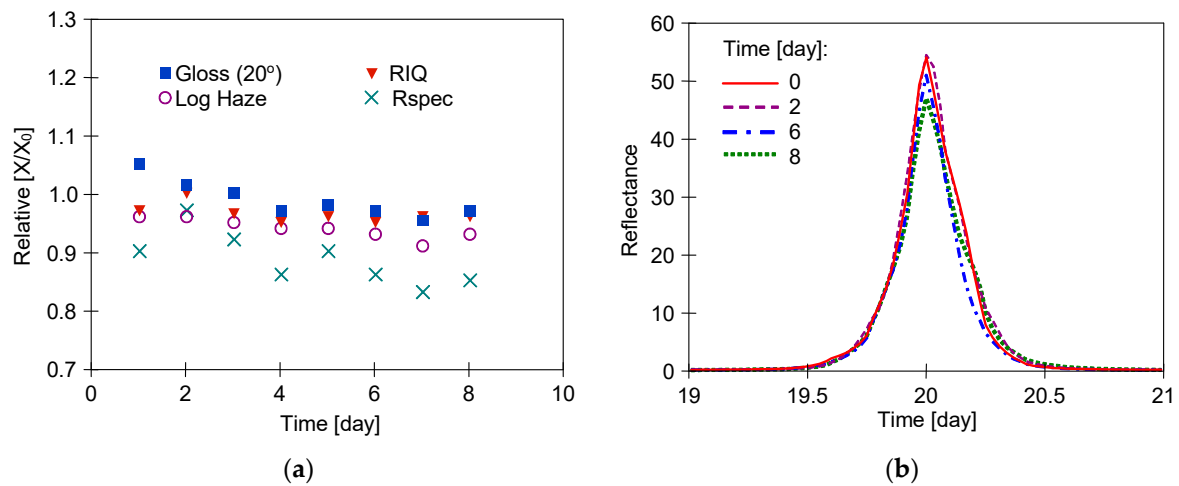 1.3
1.2
1.1
1.0
0.9
0.8
0.7
Relative [X/X₀]
Gloss (20º)
RIQ
Log Haze
Rspec
0 2 4 6 8 10
Time [day]
(a)
60
50
40
30
20
10
0
Reflectance
Time [day]:
0
2
6
8
19 19.5 20 20.5 21
Time [day]
(b)